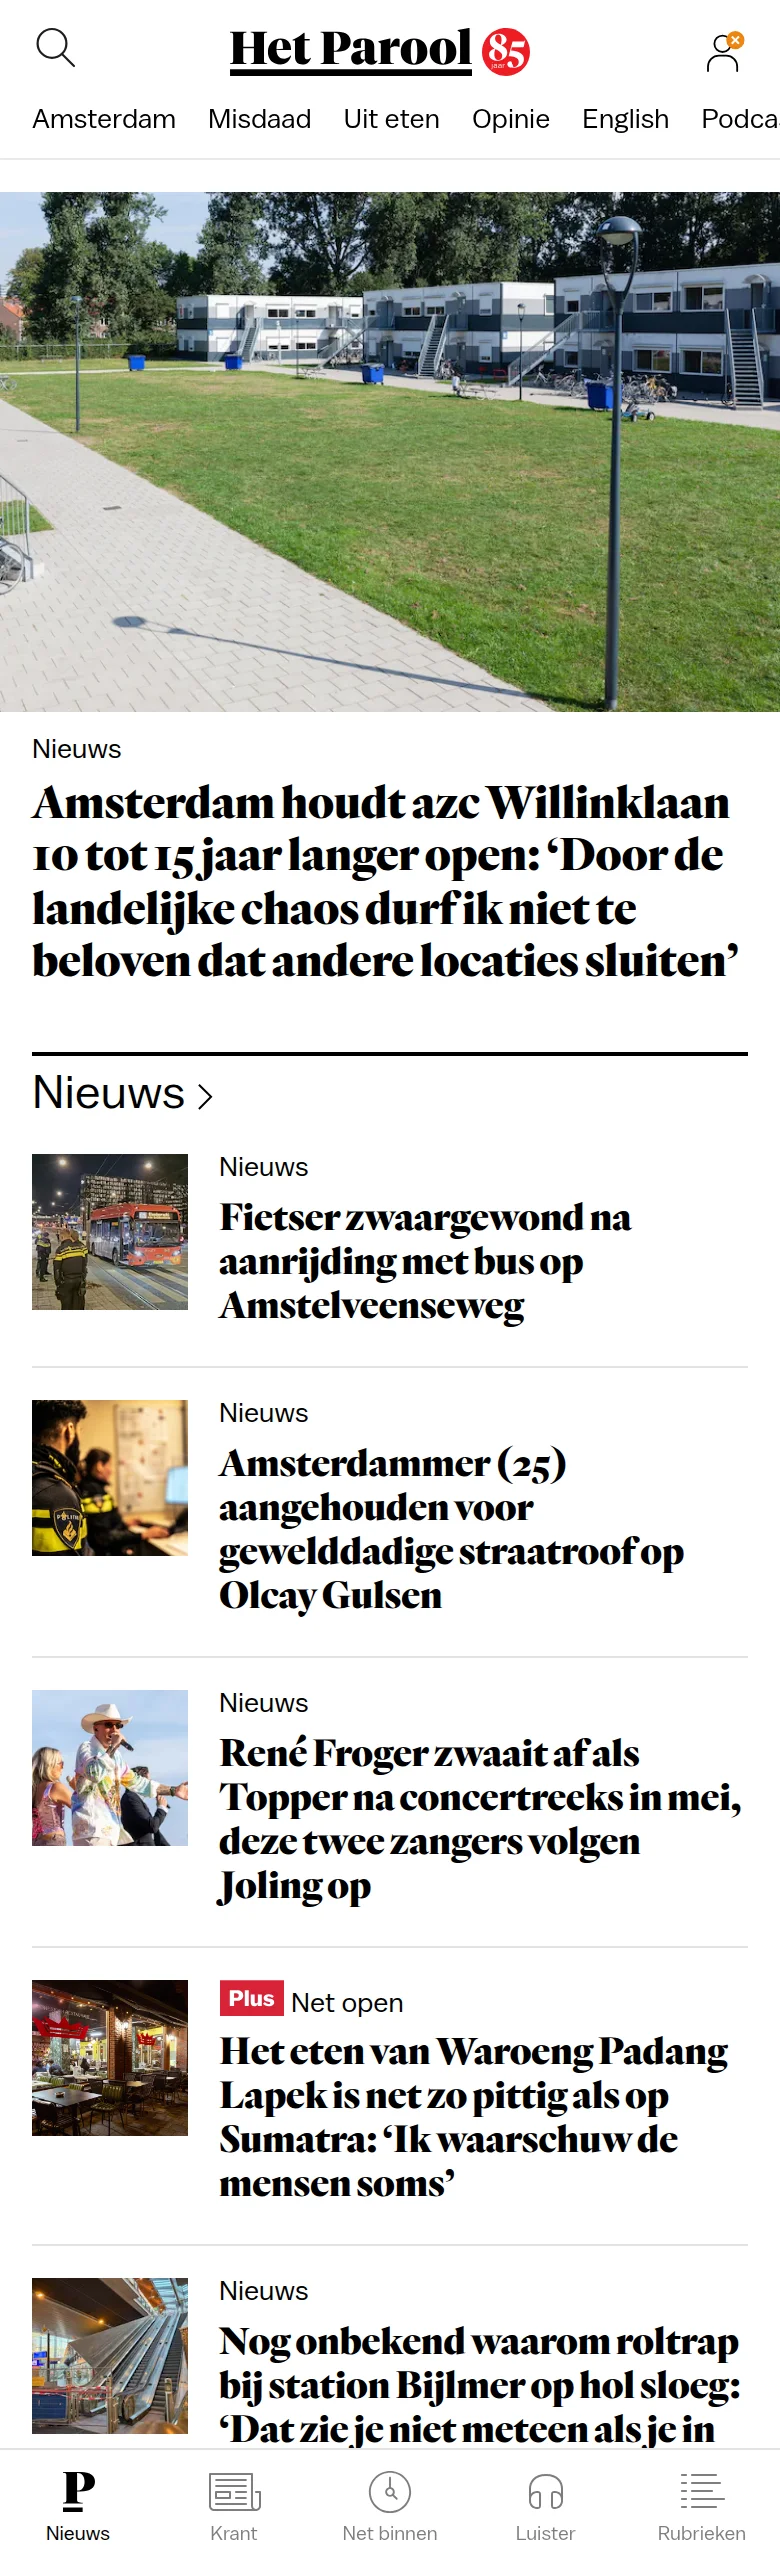 Het Parool 85 jaar
Amsterdam Misdaad Uit eten Opinie English Podca
Nieuws
Amsterdam houdt azc Willinklaan
10 tot 15 jaar langer open: ‘Door de
landelijke chaos durf ik niet te
beloven dat andere locaties sluiten’
Nieuws
Nieuws
Fietser zwaargewond na
aanrijding met bus op
Amstelveenseweg
Nieuws
Amsterdammer (25)
aangehouden voor
gewelddadige straatroof op
Olcay Gulsen
Nieuws
René Froger zwaait af als
Topper na concertreeks in mei,
deze twee zangers volgen
Joling op
Plus Net open
Het eten van Waroeng Padang
Lapek is net zo pittig als op
Sumatra: ‘Ik waarschuw de
mensen soms’
Nieuws
Nog onbekend waarom roltrap
bij station Bijlmer op hol sloeg:
‘Dat zie je niet meteen als je in
P
Nieuws Krant Net binnen Luister Rubrieken